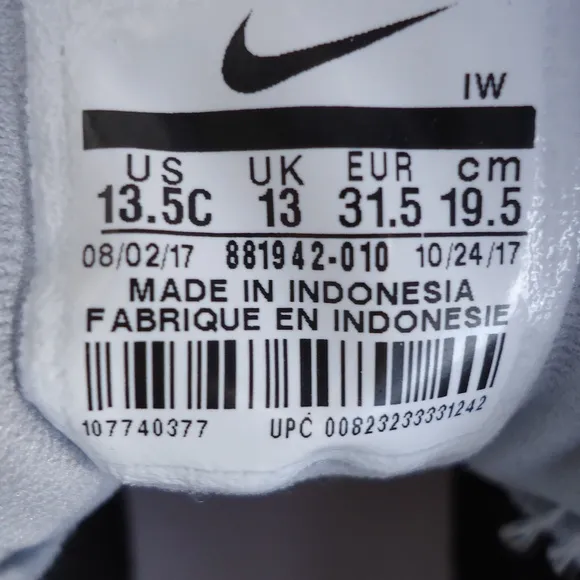 IW
US UK EUR cm
13.5C 13 31.5 19.5
08/02/17 881942-010 10/24/17
MADE IN INDONESIA
FABRIQUE EN INDONESIE
107740377 UPC 00823233331242